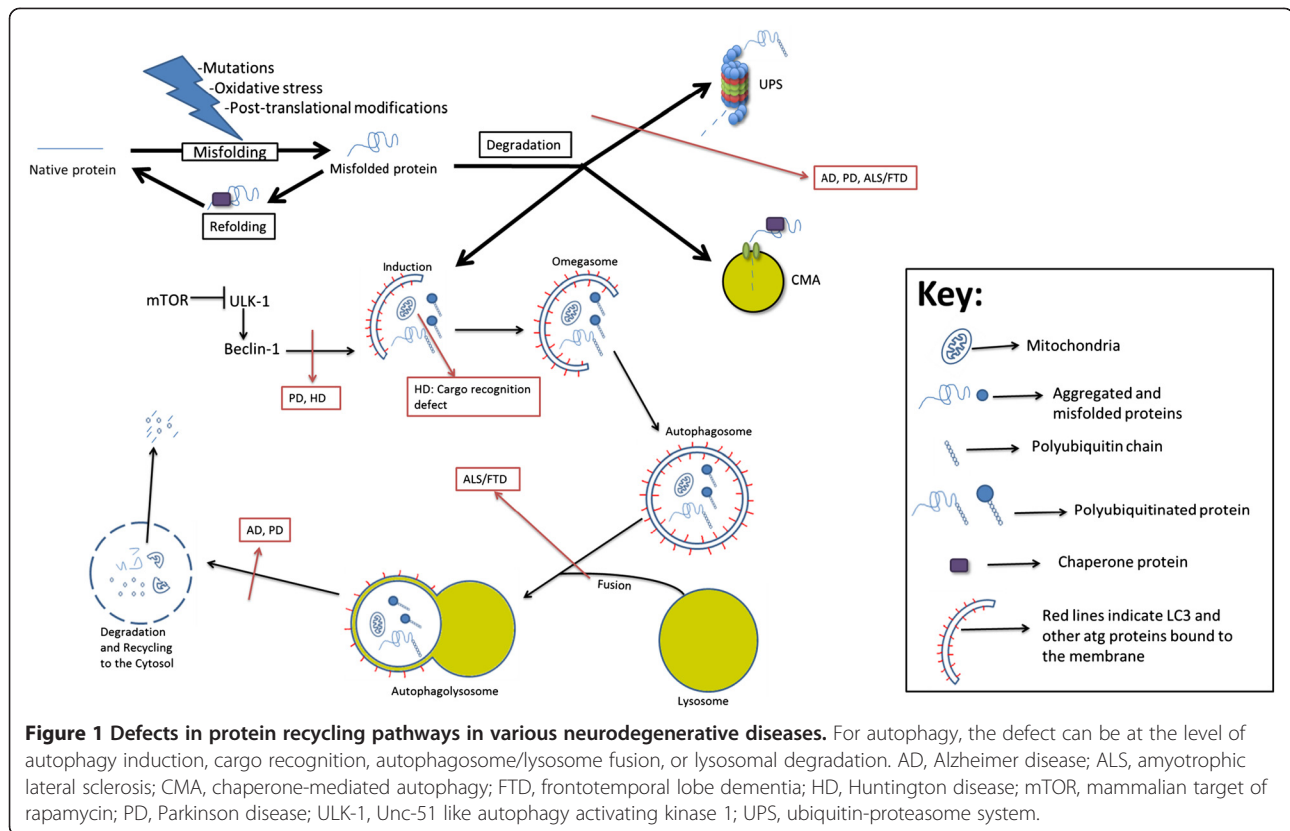 -Mutations
-Oxidative stress
-Post-translational modifications
Native protein
Misfolding
Misfolded protein
Refolding
Degradation
UPS
AD, PD, ALS/FTD
CMA
mTOR
ULK-1
Beclin-1
PD, HD
Induction
HD: Cargo recognition
defect
Omegasome
Autophagosome
ALS/FTD
Fusion
Lysosome
Autophagolysosome
AD, PD
Degradation
and Recycling
to the Cytosol
Key:
Mitochondria
Aggregated and
misfolded proteins
Polyubiquitin chain
Polyubiquitinated protein
Chaperone protein
Red lines indicate LC3 and
other atg proteins bound to
the membrane
Figure 1 Defects in protein recycling pathways in various neurodegenerative diseases. For autophagy, the defect can be at the level of
autophagy induction, cargo recognition, autophagosome/lysosome fusion, or lysosomal degradation. AD, Alzheimer disease; ALS, amyotrophic
lateral sclerosis; CMA, chaperone-mediated autophagy; FTD, frontotemporal lobe dementia; HD, Huntington disease; mTOR, mammalian target of
rapamycin; PD, Parkinson disease; ULK-1, Unc-51 like autophagy activating kinase 1; UPS, ubiquitin-proteasome system.